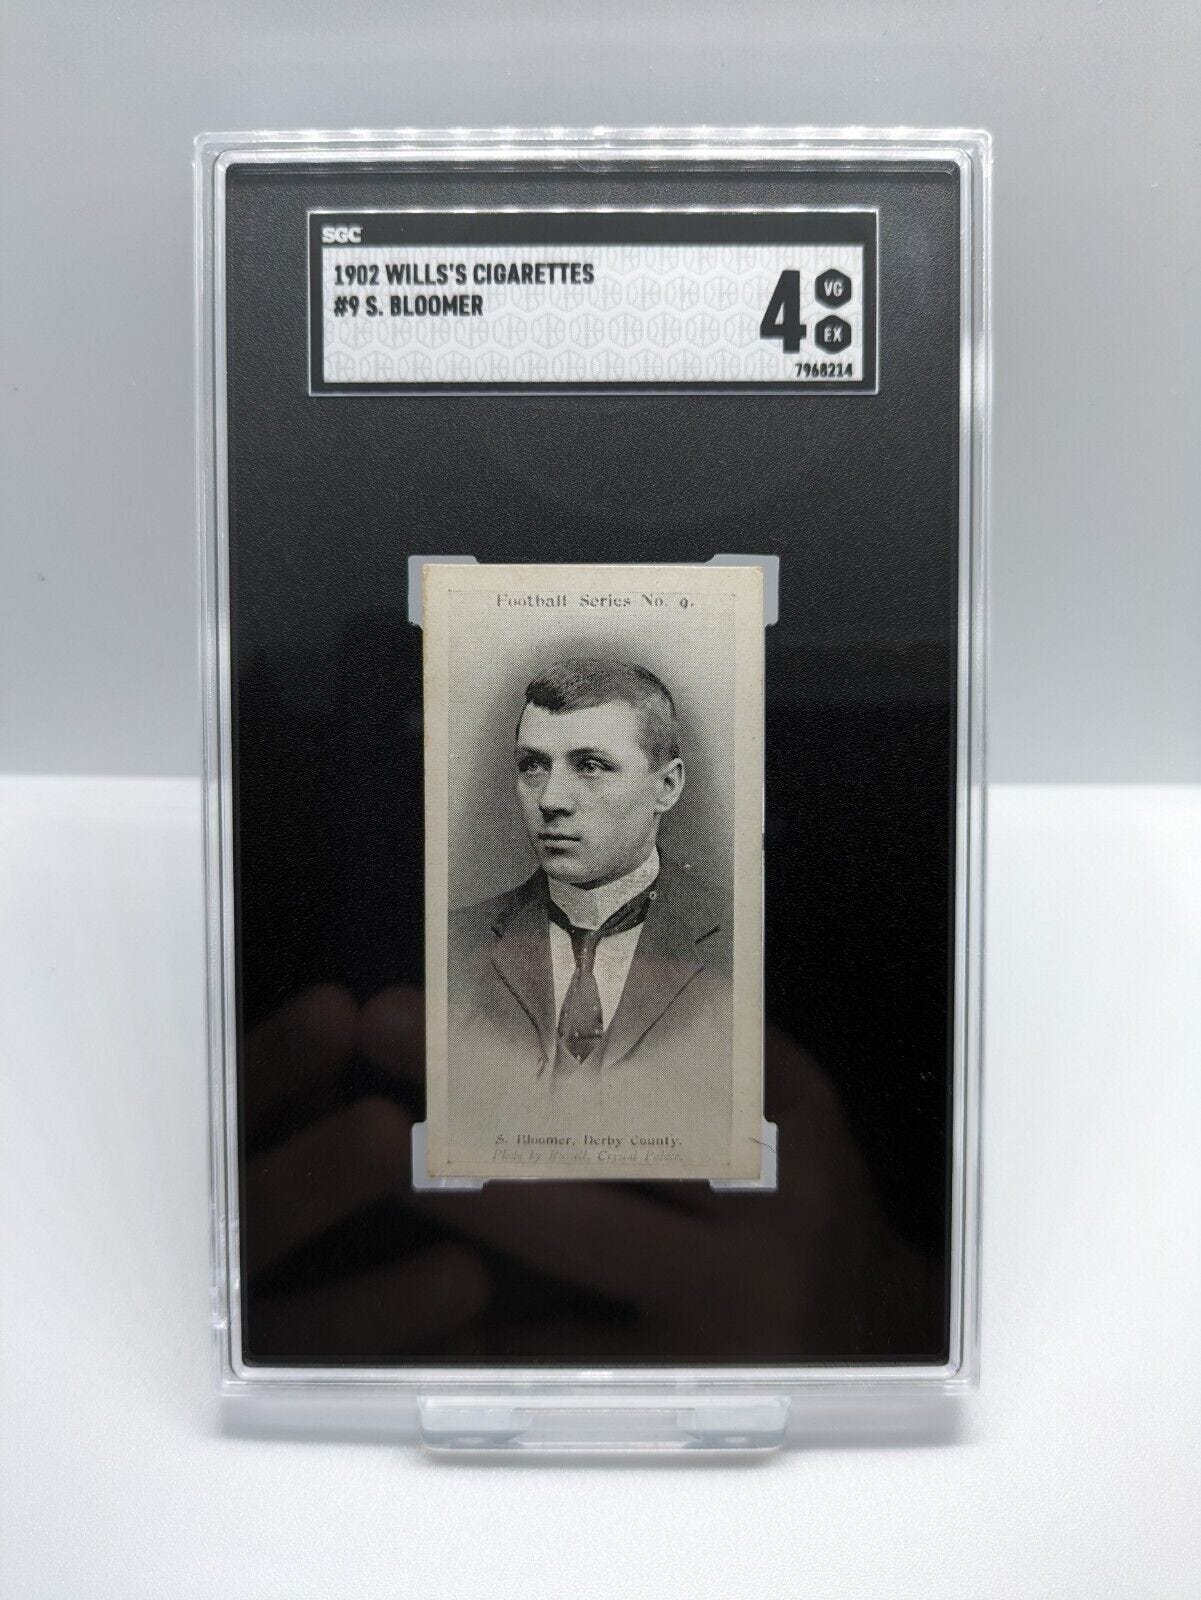 SGC
1902 WILLS'S CIGARETTES
#9 S. BLOOMER
4 VG
EX
7968214
Football Series No. 9.
S. Bloomer, Derby County.
Photo by Russell, Crystal Palace.